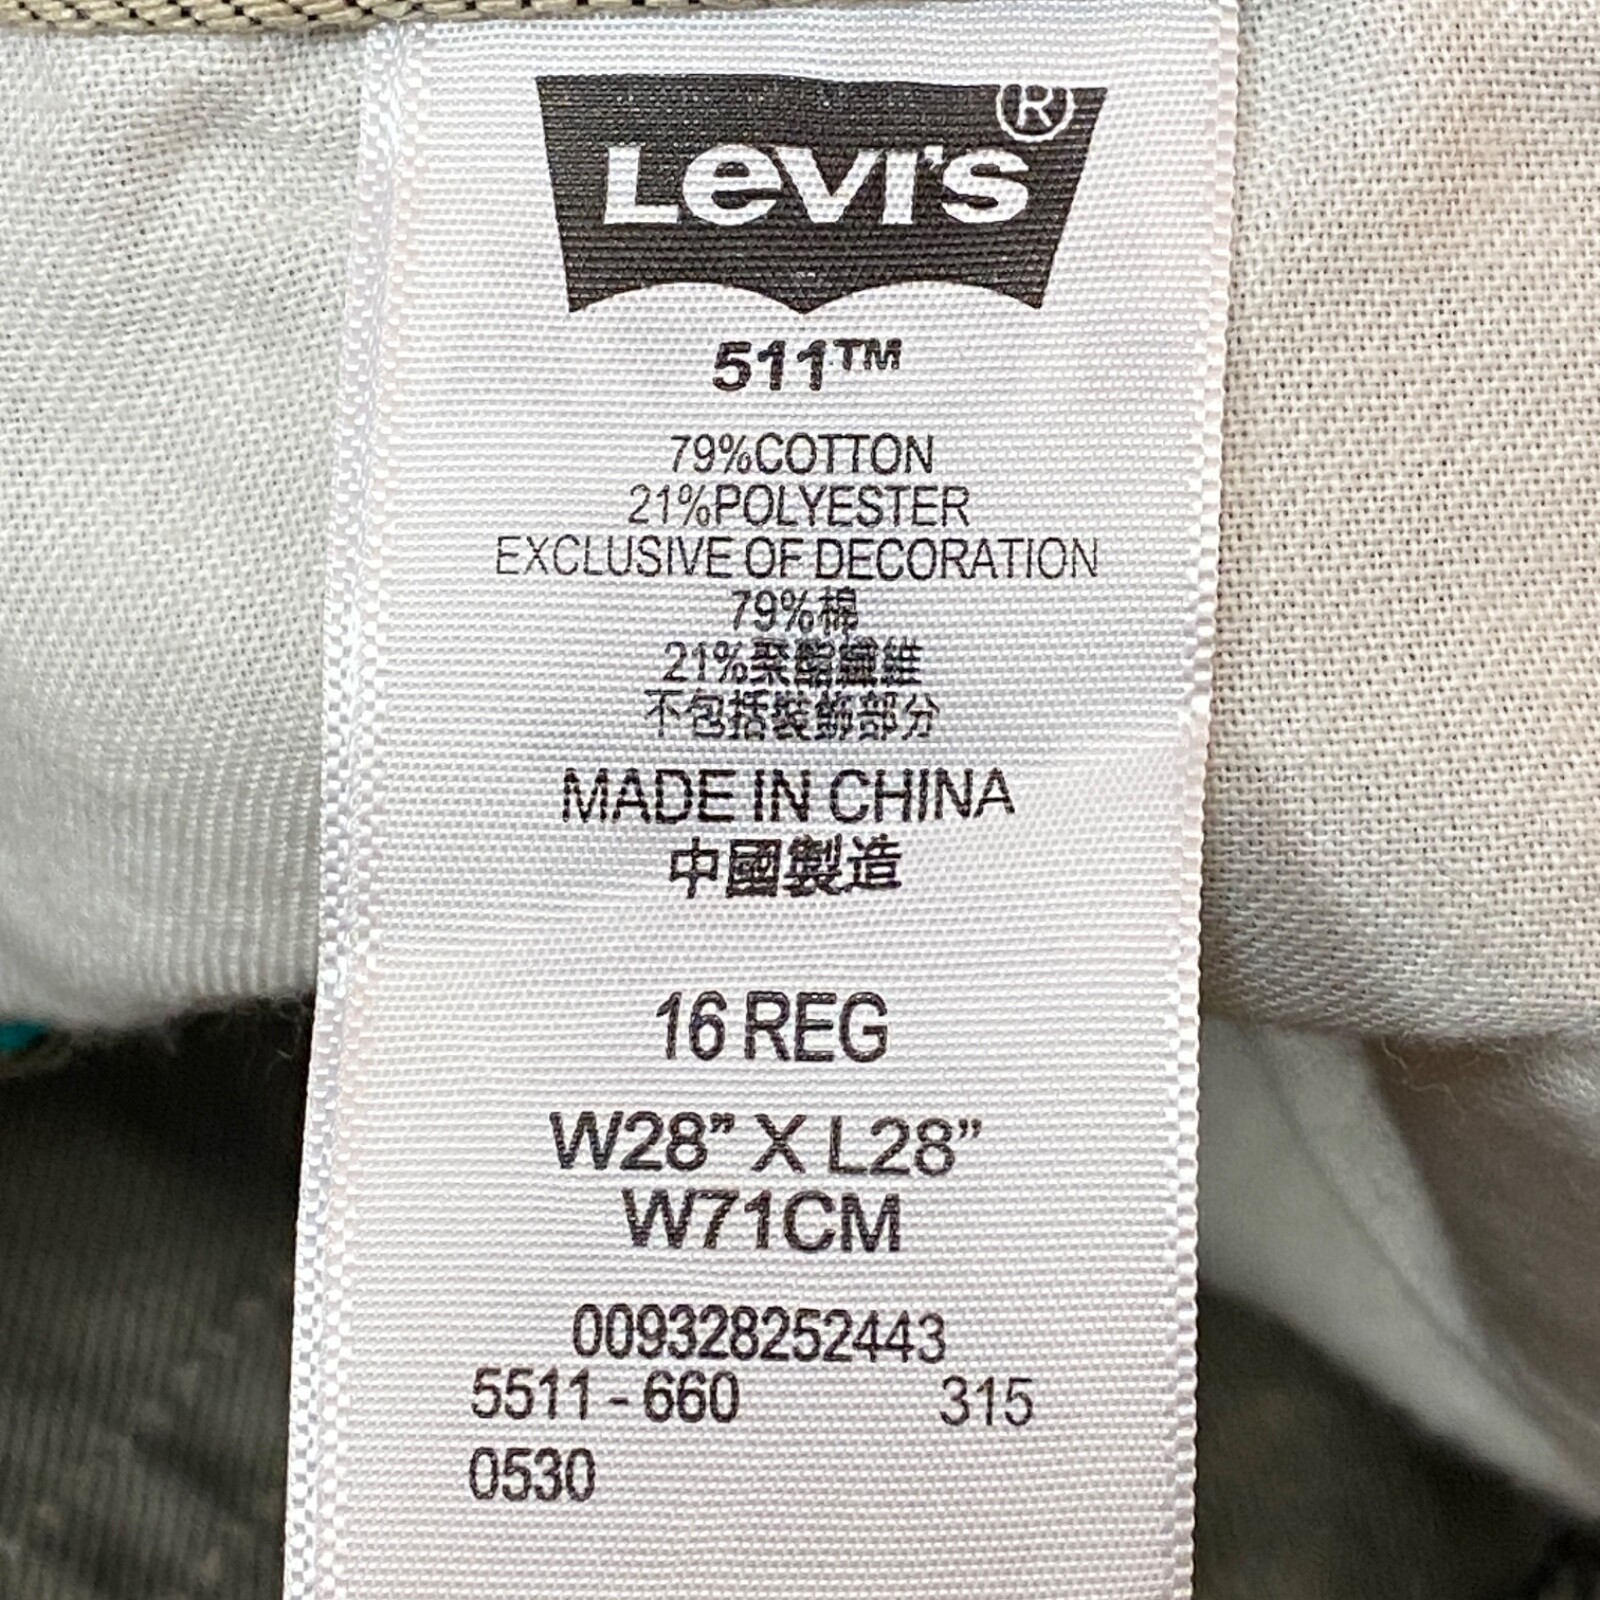 LEVI'S®
511™
79%COTTON
21%POLYESTER
EXCLUSIVE OF DECORATION
79%棉
21%聚酯纖維
不包括裝飾部分
MADE IN CHINA
中國製造
16 REG
W28” X L28”
W71CM
009328252443
5511 - 660 315
0530